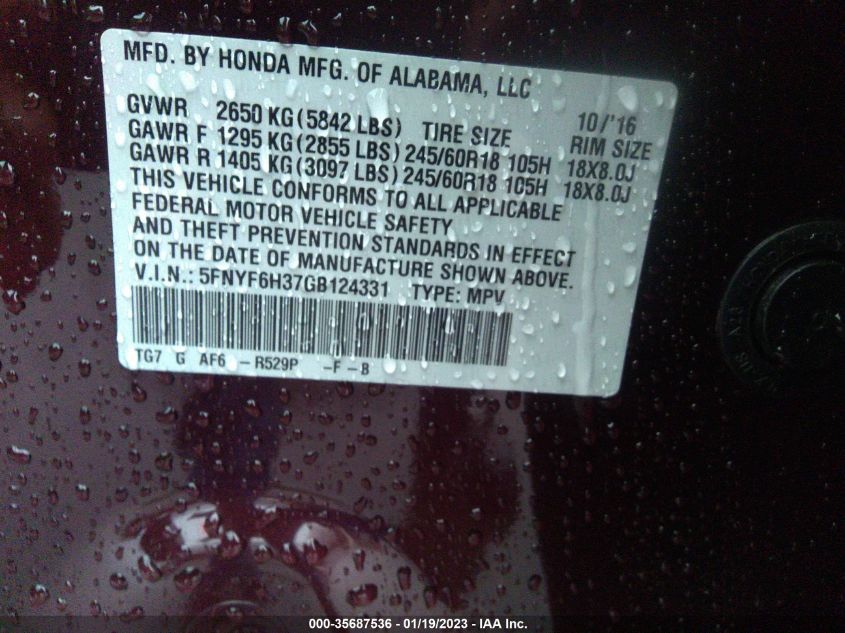 MFD. BY HONDA MFG. OF ALABAMA, LLC
GVWR 2650 KG (5842 LBS) TIRE SIZE 10/'16 RIM SIZE
GAWR F 1295 KG (2855 LBS) 245/60R18 105H 18X8.0J
GAWR R 1405 KG (3097 LBS) 245/60R18 105H 18X8.0J
THIS VEHICLE CONFORMS TO ALL APPLICABLE
FEDERAL MOTOR VEHICLE SAFETY
AND THEFT PREVENTION STANDARDS IN EFFECT
ON THE DATE OF MANUFACTURE SHOWN ABOVE.
V.I.N.: 5FNYF6H37GB124331 TYPE: MPV
TG7 G AF6 - R529P -F -B
000-35687536 - 01/19/2023 - IAA Inc.